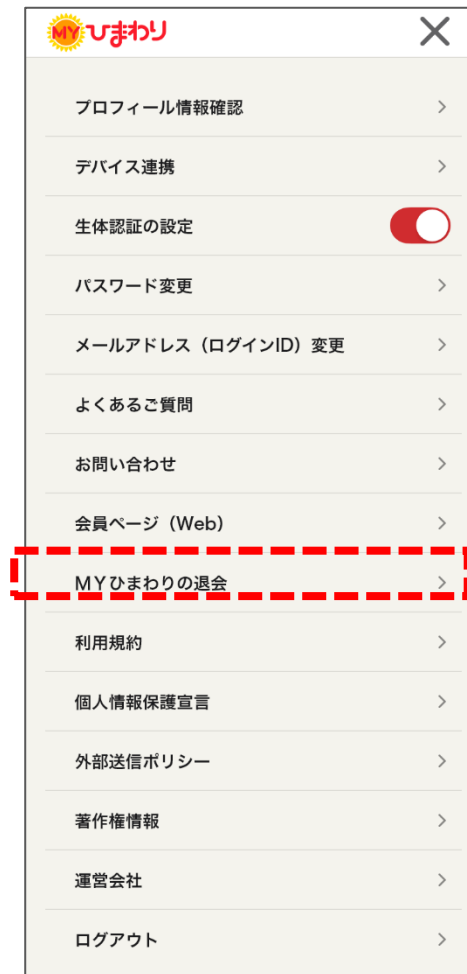 MYひまわり
プロフィール情報確認
デバイス連携
生体認証の設定
パスワード変更
メールアドレス（ログインID）変更
よくあるご質問
お問い合わせ
会員ページ（Web）
ＭＹひまわりの退会
利用規約
個人情報保護宣言
外部送信ポリシー
著作権情報
運営会社
ログアウト